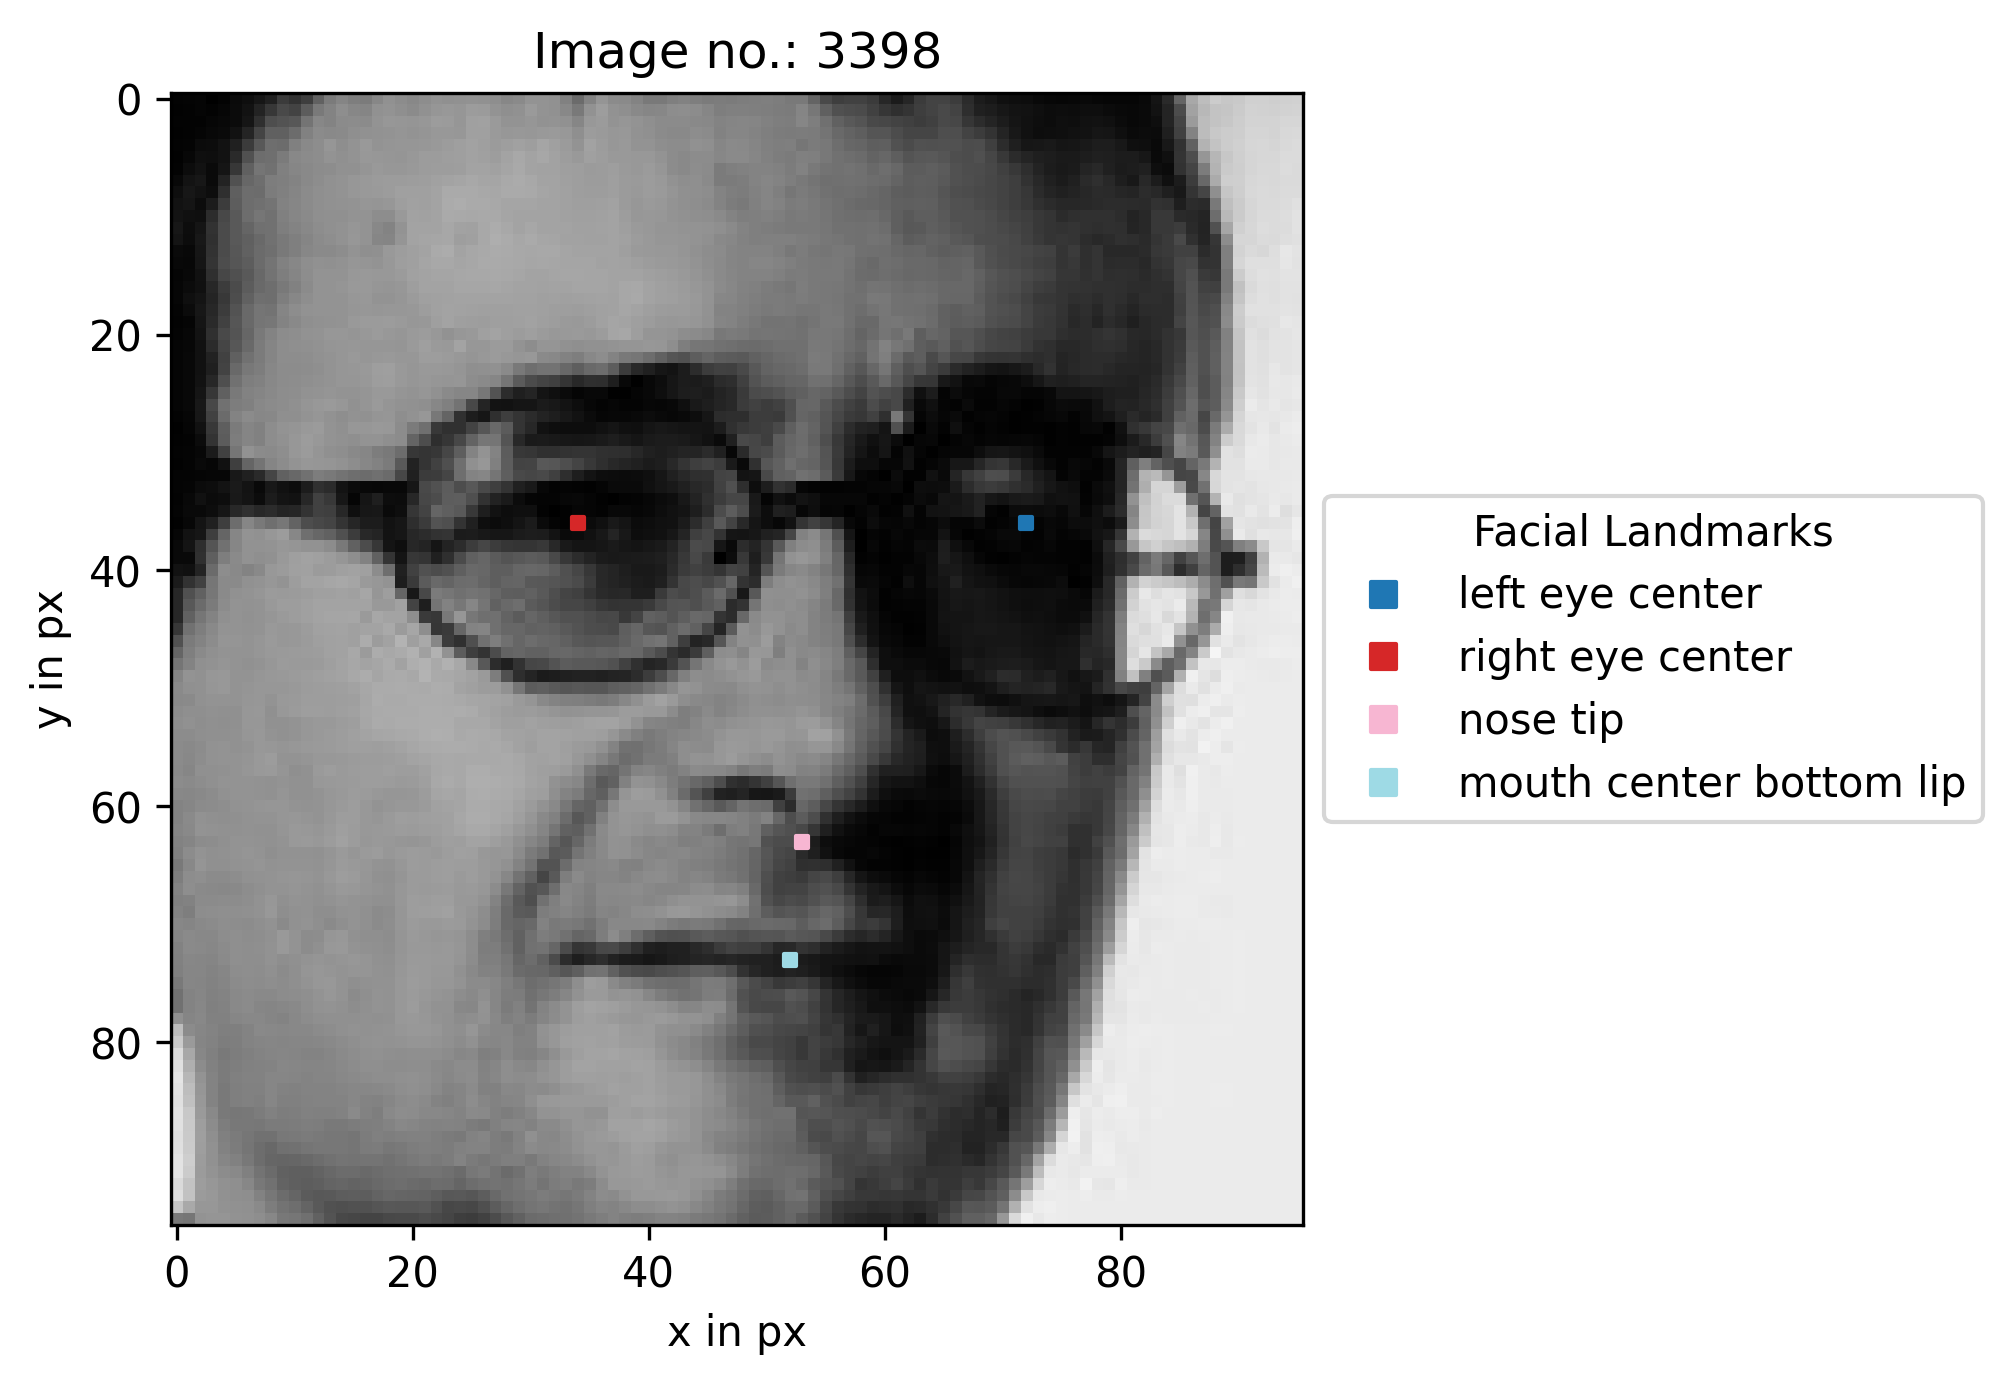 Image no.: 3398
0
20
40
60
80
y in px
0 20 40 60 80
x in px
Facial Landmarks
left eye center
right eye center
nose tip
mouth center bottom lip